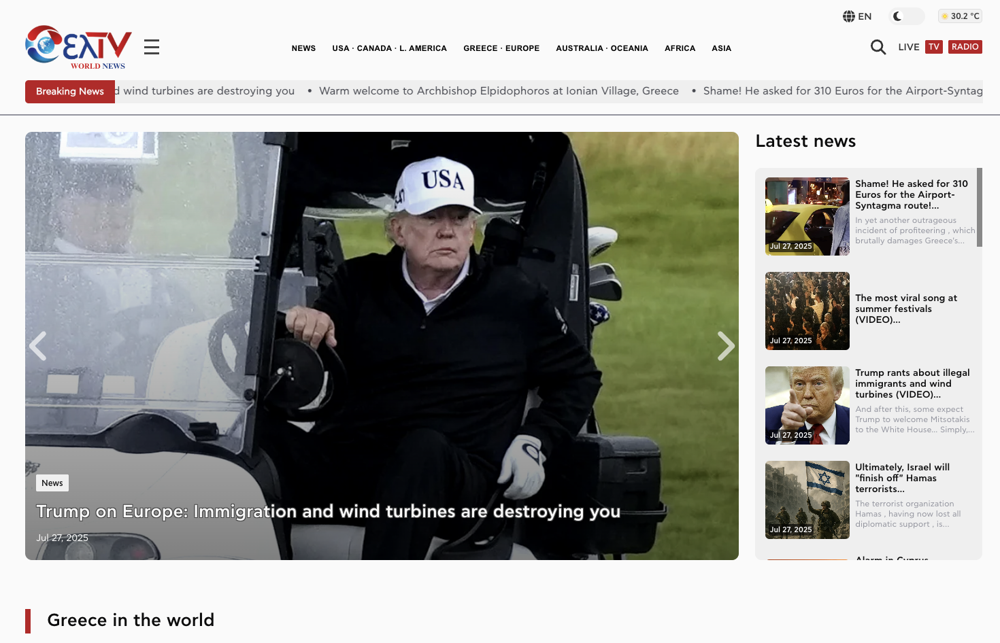 EN
30.2 °C
EXTV
WORLD NEWS
NEWS
USA · CANADA · L. AMERICA
GREECE · EUROPE
AUSTRALIA · OCEANIA
AFRICA
ASIA
LIVE TV RADIO
Breaking News
d wind turbines are destroying you • Warm welcome to Archbishop Elpidophoros at Ionian Village, Greece • Shame! He asked for 310 Euros for the Airport-Syntag
USA
News
Trump on Europe: Immigration and wind turbines are destroying you
Jul 27, 2025
Latest news
Shame! He asked for 310
Euros for the Airport-
Syntagma route!...
In yet another outrageous
incident of profiteering , which
brutally damages Greece's...
Jul 27, 2025
The most viral song at
summer festivals
(VIDEO)...
Jul 27, 2025
Trump rants about illegal
immigrants and wind
turbines (VIDEO)...
And after this, some expect
Trump to welcome Mitsotakis
to the White House... Simply,...
Jul 27, 2025
Ultimately, Israel will
"finish off" Hamas
terrorists...
The terrorist organization
Hamas , having now lost all
diplomatic support , is...
Jul 27, 2025
Alarm in Cyprus
Greece in the world